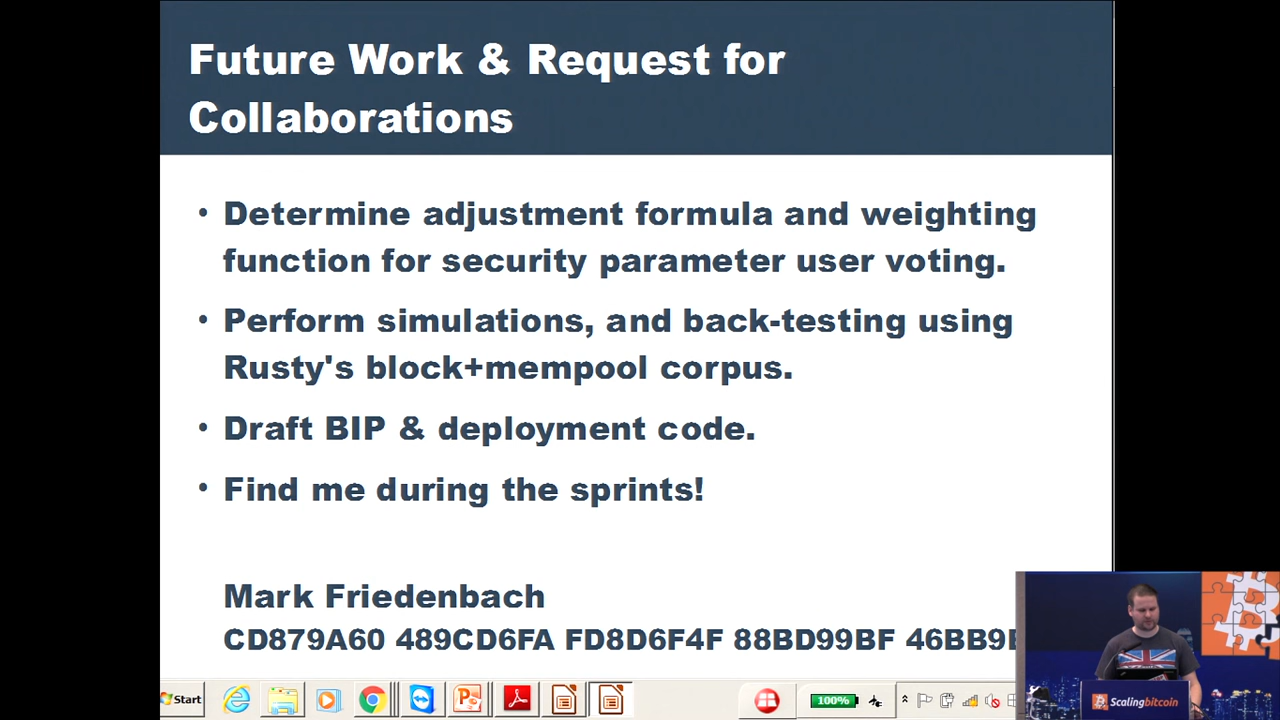 Future Work & Request for
Collaborations
• Determine adjustment formula and weighting
function for security parameter user voting.
• Perform simulations, and back-testing using
Rusty's block+mempool corpus.
• Draft BIP & deployment code.
• Find me during the sprints!
Mark Friedenbach
CD879A60 489CD6FA FD8D6F4F 88BD99BF 46BB9
Start
100%
Scalingbitcoin